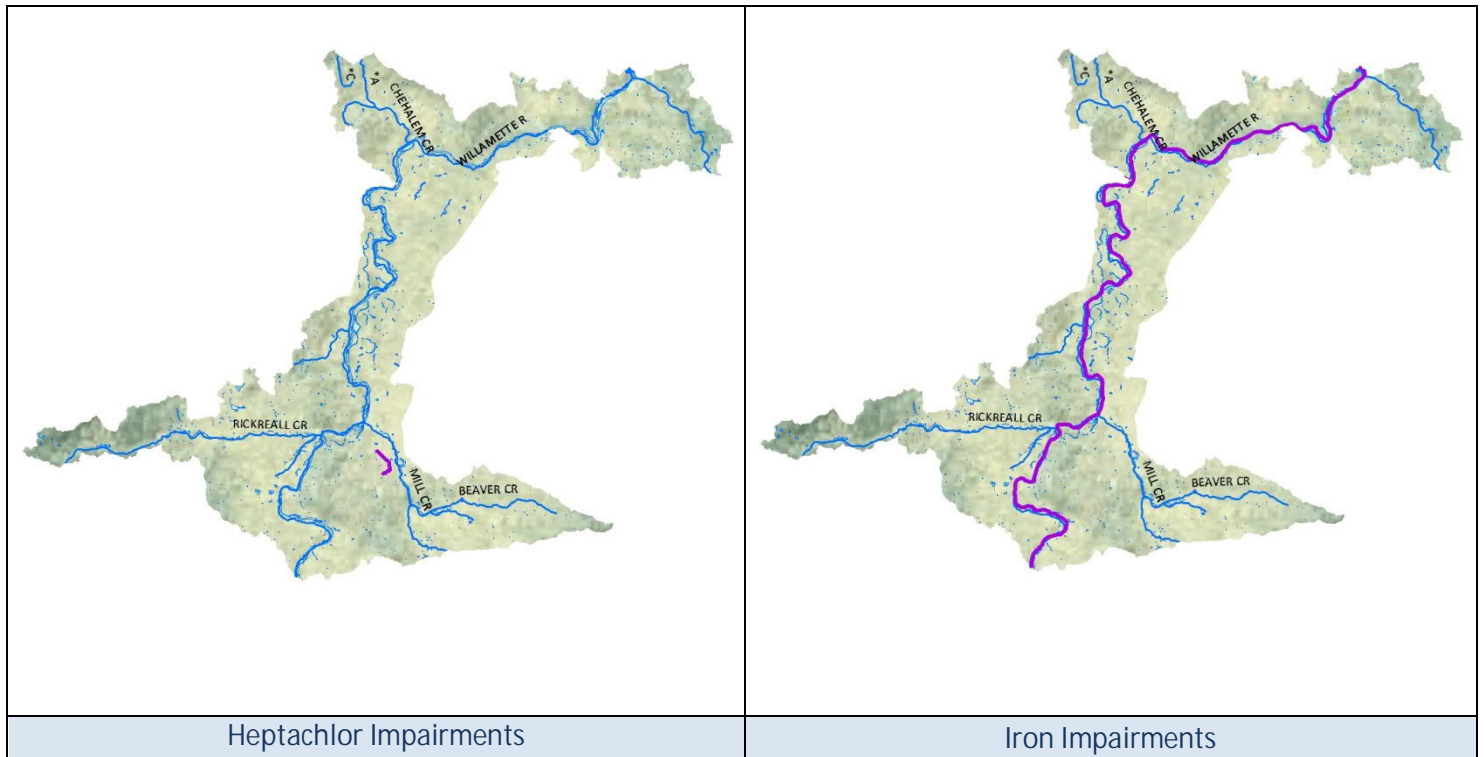 *C
*A
CHEHALEM CR
WILLAMETTE R
RICKREALL CR
MILL CR
BEAVER CR
Heptachlor Impairments
*C
*A
CHEHALEM CR
WILLAMETTE R
RICKREALL CR
MILL CR
BEAVER CR
Iron Impairments